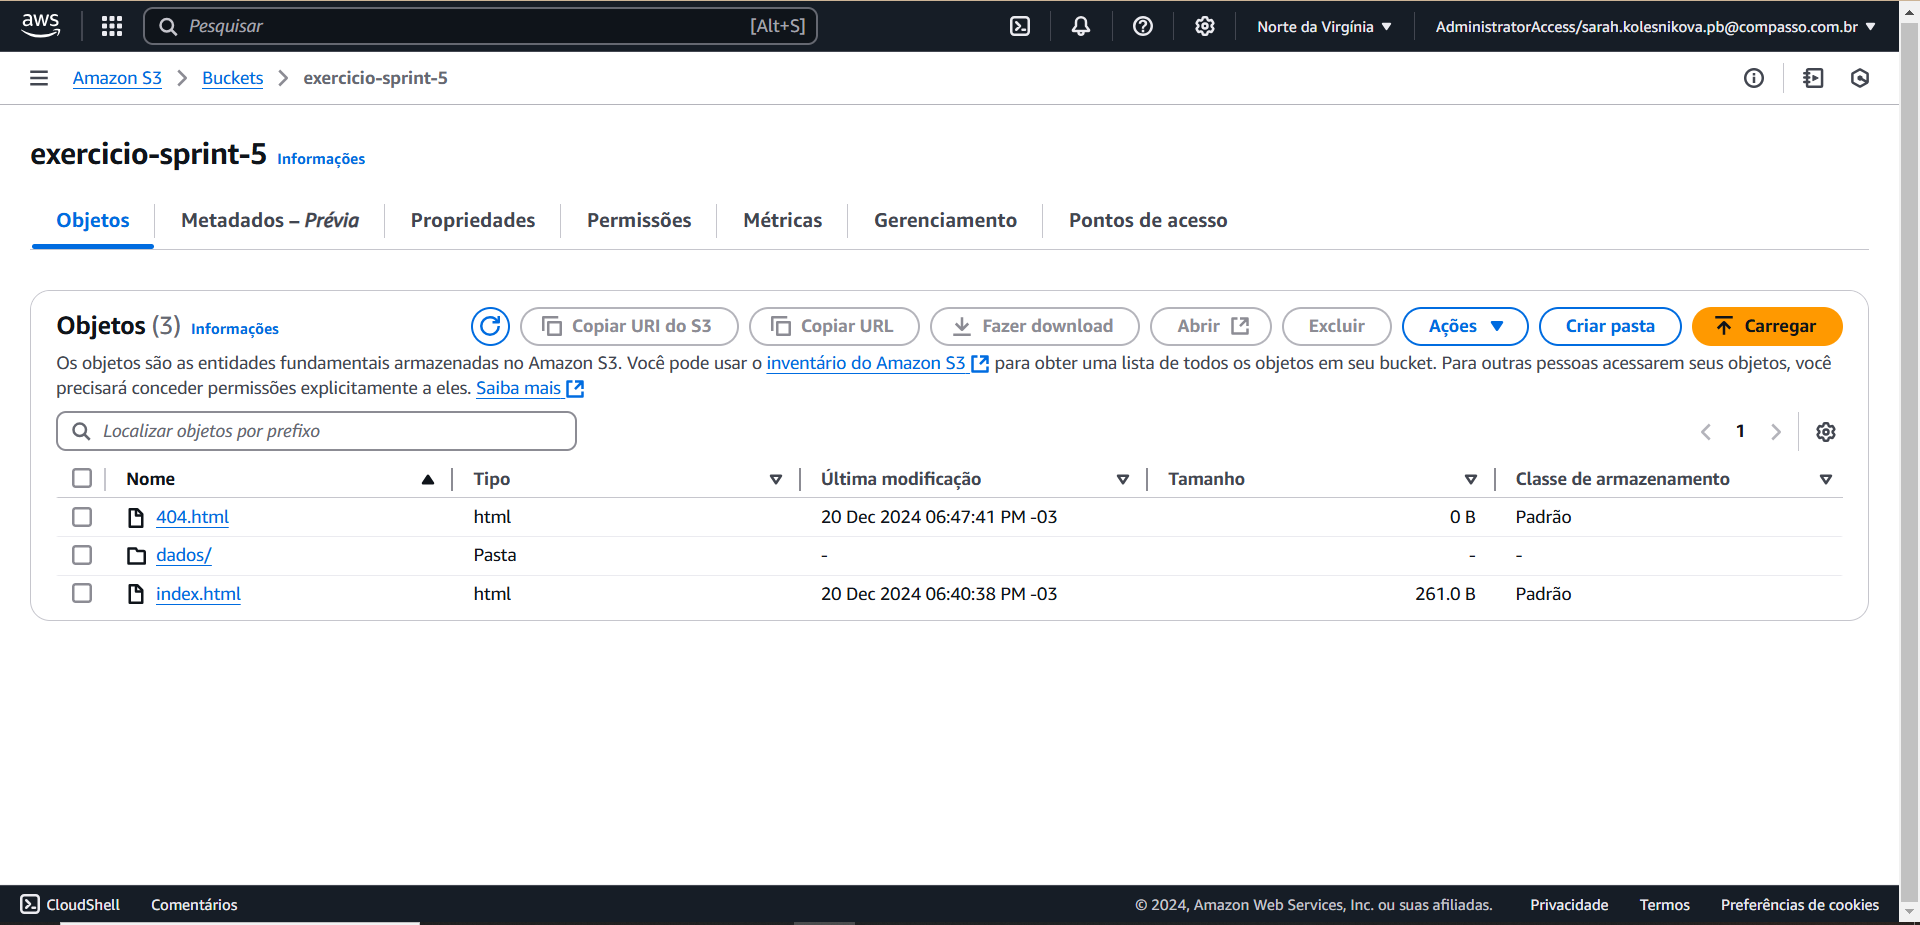 aws Pesquisar [Alt+S] Norte da Virgínia AdministratorAccess/sarah.kolesnikova.pb@compasso.com.br
Amazon S3 Buckets exercicio-sprint-5
exercicio-sprint-5 Informações
Objetos Metadados – Prévia Propriedades Permissões Métricas Gerenciamento Pontos de acesso
Objetos (3) Informações Copiar URI do S3 Copiar URL Fazer download Abrir Excluir Ações Criar pasta Carregar
Os objetos são as entidades fundamentais armazenadas no Amazon S3. Você pode usar o inventário do Amazon S3 para obter uma lista de todos os objetos em seu bucket. Para outras pessoas acessarem seus objetos, você
precisará conceder permissões explicitamente a eles. Saiba mais
Localizar objetos por prefixo 1
Nome Tipo Última modificação Tamanho Classe de armazenamento
404.html html 20 Dec 2024 06:47:41 PM -03 0 B Padrão
dados/ Pasta - - -
index.html html 20 Dec 2024 06:40:38 PM -03 261.0 B Padrão
CloudShell Comentários © 2024, Amazon Web Services, Inc. ou suas afiliadas. Privacidade Termos Preferências de cookies